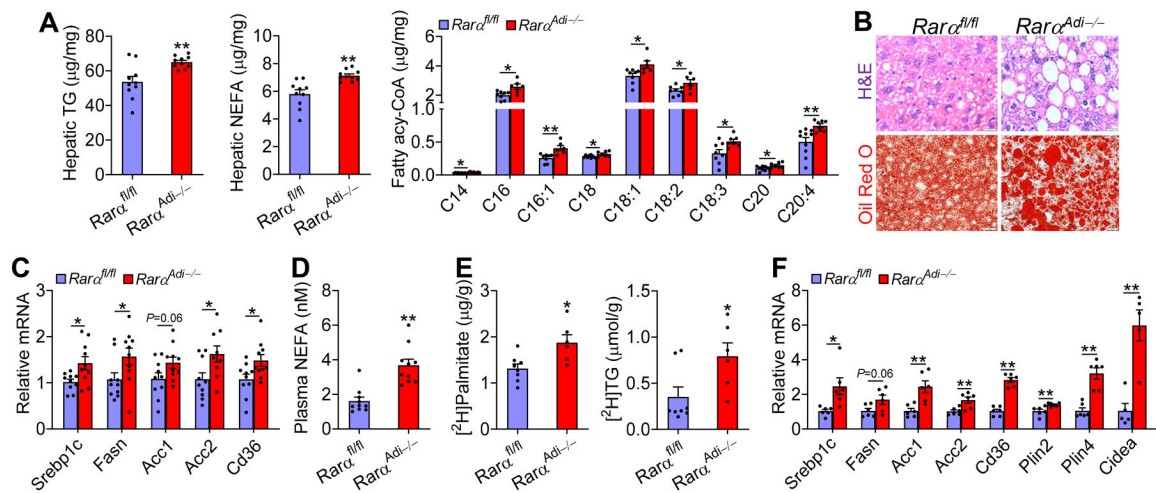 A
Hepatic TG (μg/mg)
80
60
40
20
0
**
Rarα^fl/fl
Rarα^Adi−/−
Hepatic NEFA (μg/mg)
10
8
6
4
2
0
**
Rarα^fl/fl
Rarα^Adi−/−
Rarα^fl/fl Rarα^Adi−/−
Fatty acy-CoA
5
4
3
2
1.0
0.5
0.0
* * ** * * * * * **
C14 C16 C16:1 C18 C18:1 C18:2 C18:3 C20 C20:4
B
Rarα^fl/fl Rarα^Adi−/−
H&E
Oil Red O
C
Rarα^fl/fl Rarα^Adi−/−
Relative mRNA
3
2
1
0
* * P=0.06 * *
Srebp1c Fasn Acc1 Acc2 Cd36
D
Plasma NEFA (nM)
8
6
4
2
0
**
Rarα^fl/fl
Rarα^Adi−/−
E
[²H]Palmitate (μg/g)
3
2
1
0
*
Rarα^fl/fl
Rarα^Adi−/−
[²H]TG (μmol/g)
1.5
1.0
0.5
0.0
*
Rarα^fl/fl
Rarα^Adi−/−
F
Rarα^fl/fl Rarα^Adi−/−
Relative mRNA
8
6
4
2
0
* P=0.06 ** ** ** ** ** **
Srebp1c Fasn Acc1 Acc2 Cd36 Plin2 Plin4 Cidea